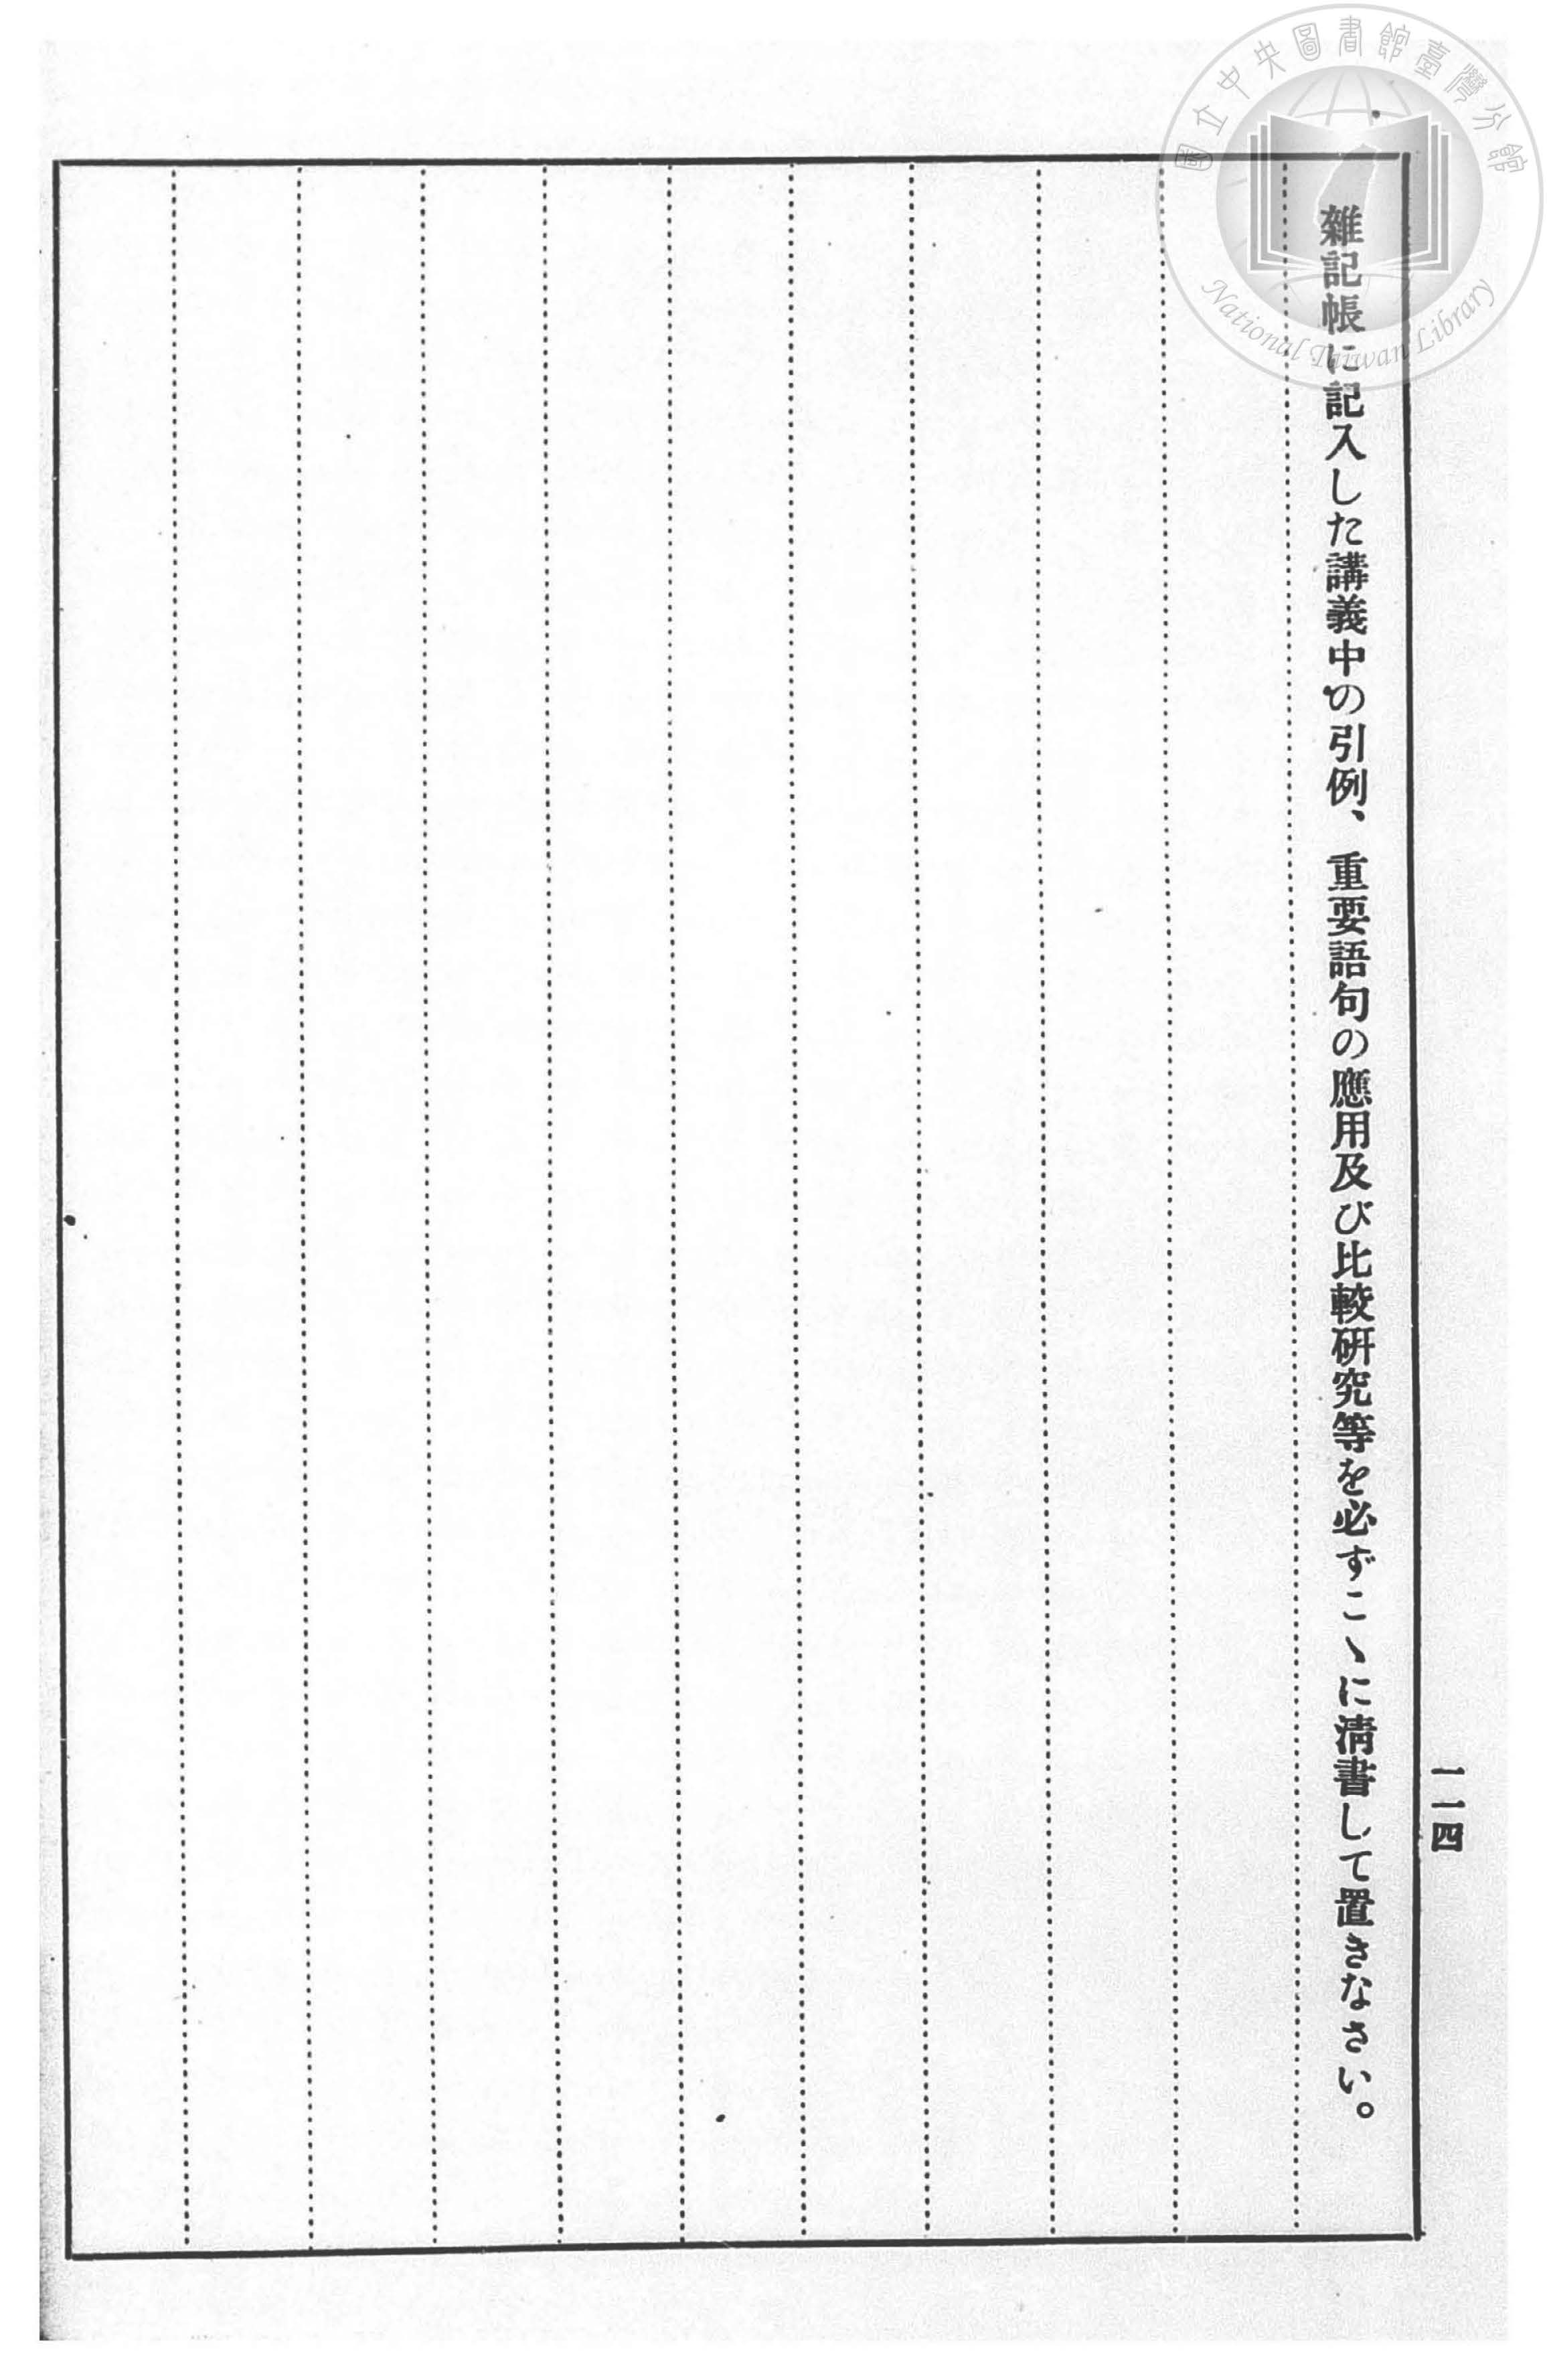 國立中央圖書館臺灣分館
National Taiwan Library
一一四
雜記帳に記入した講義中の引例、重要語句の應用及び比較硏究等を必ずこヽに淸書して置きなさい。